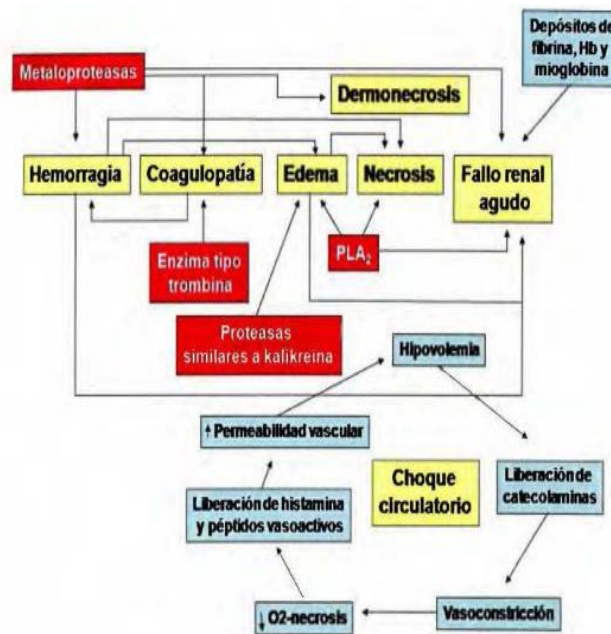 Depósitos de
fibrina, Hb y
mioglobina
Metaloproteasas
Dermonecrosis
Hemorragia
Coagulopatía
Edema
Necrosis
Fallo renal
agudo
Enzima tipo
trombina
PLA₂
Proteasas
similares a kalikreina
Hipovolemia
↑ Permeabilidad vascular
Choque
circulatorio
Liberación de
catecolaminas
Liberación de histamina
y péptidos vasoactivos
↓ O2-necrosis
Vasoconstricción